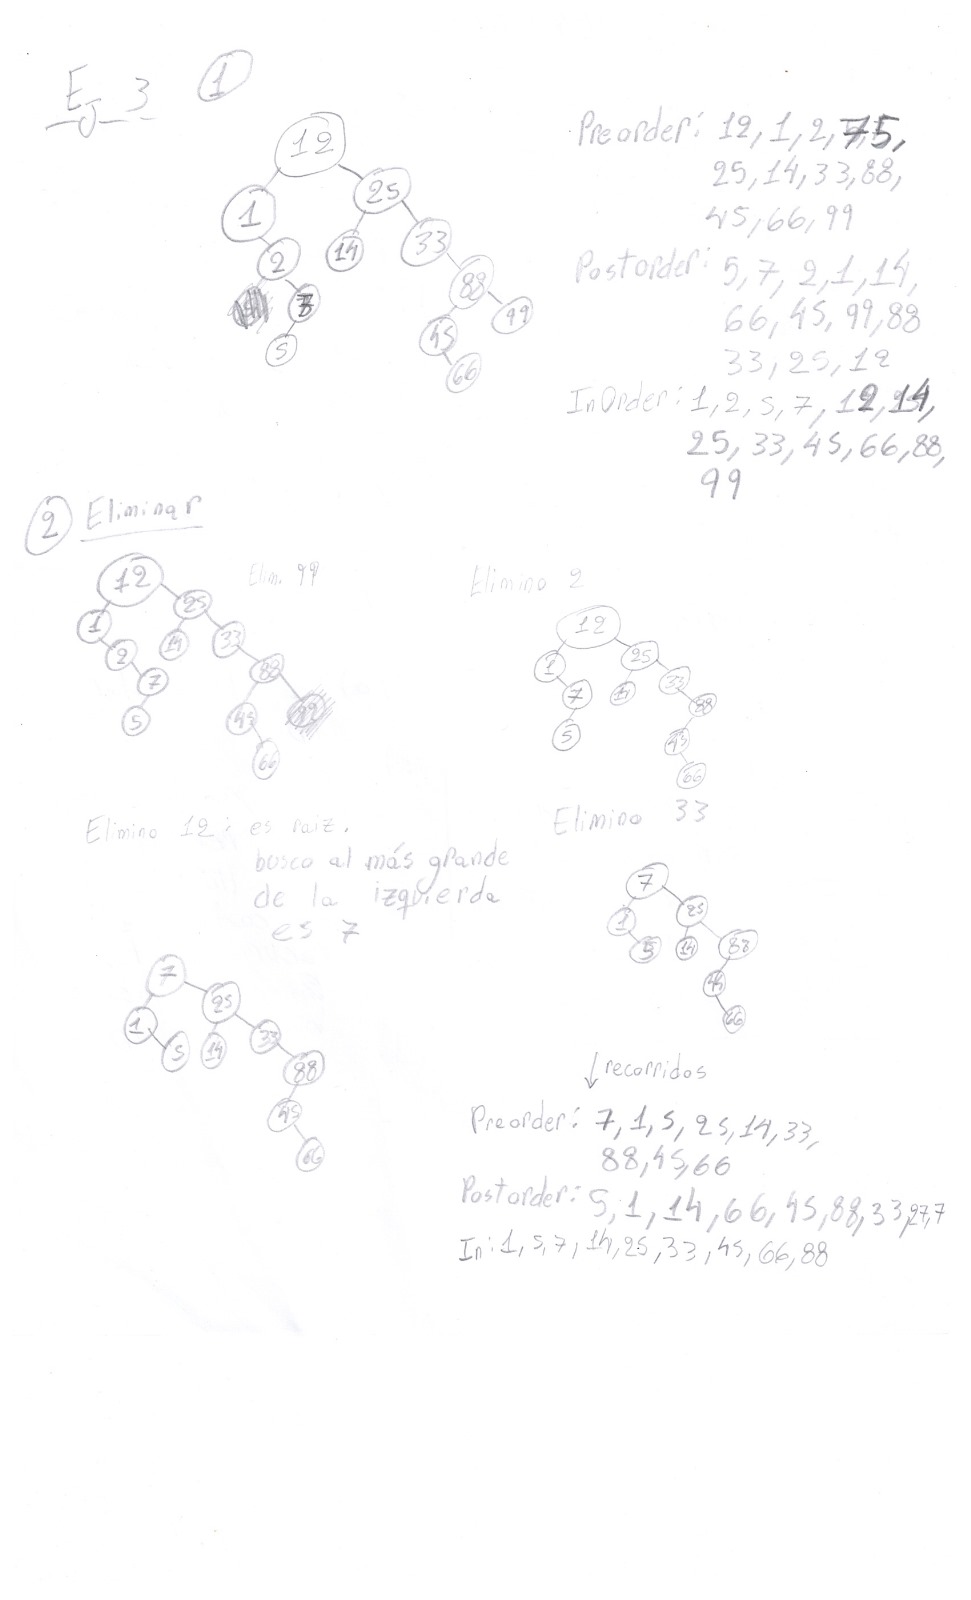 Ej 3 1
12
1 25
2 14 33
7 88
5 45 99
66
Preorder: 12, 1, 2, 7, 5,
25, 14, 33, 88,
45, 66, 99
Postorder: 5, 7, 2, 1, 14,
66, 45, 99, 88
33, 25, 12
InOrder: 1, 2, 5, 7, 12, 14,
25, 33, 45, 66, 88,
99
2 Eliminar
Elim. 99
12
1 25
2 14 33
7 88
5 45 99
66
Elimino 2
12
1 25
7 14 33
5 88
45
66
Elimino 12: es raiz.
busco al más grande
de la izquierda
es 7
7
1 25
5 14 33
88
45
66
Elimino 33
7
1 25
5 14 88
66
↓ recorridos
Preorder: 7, 1, 5, 25, 14, 33,
88, 45, 66
Postorder: 5, 1, 14, 66, 45, 88, 33, 27, 7
In: 1, 5, 7, 14, 25, 33, 45, 66, 88